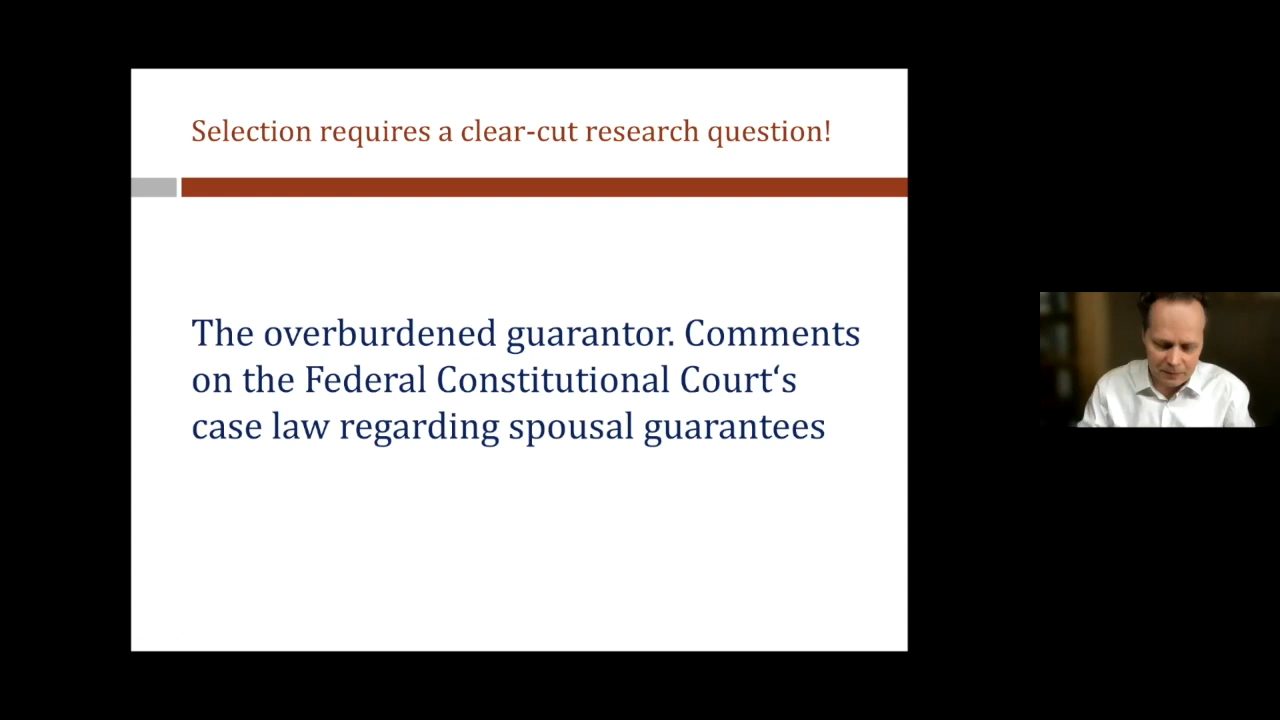 Selection requires a clear-cut research question!
The overburdened guarantor. Comments
on the Federal Constitutional Court‘s
case law regarding spousal guarantees